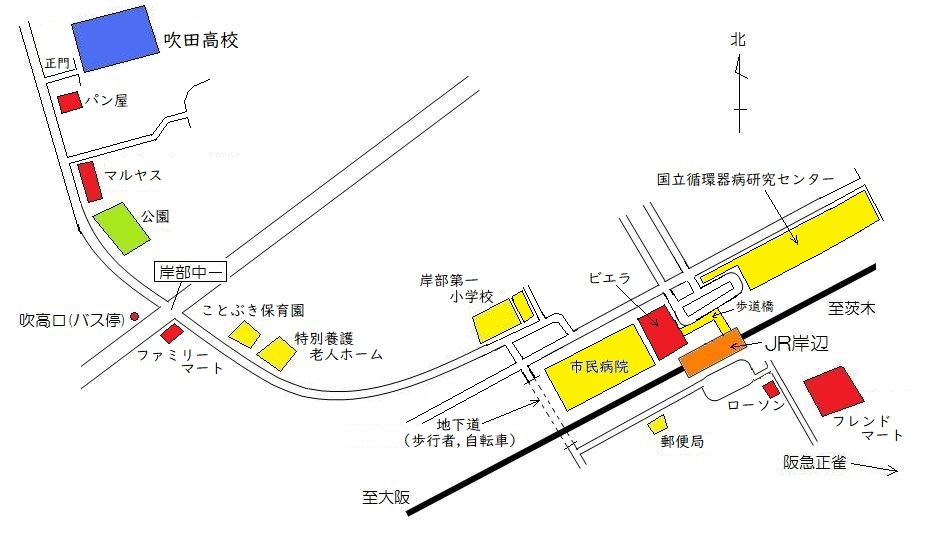 吹田高校
正門
パン屋
マルヤス
公園
岸部中一
吹高口(バス停)
ファミリー
マート
ことぶき保育園
特別養護
老人ホーム
岸部第一
小学校
北
国立循環器病研究センター
ビエラ
歩道橋
至茨木
JR岸辺
市民病院
地下道
(歩行者,自転車)
郵便局
ローソン
フレンド
マート
阪急正雀
至大阪